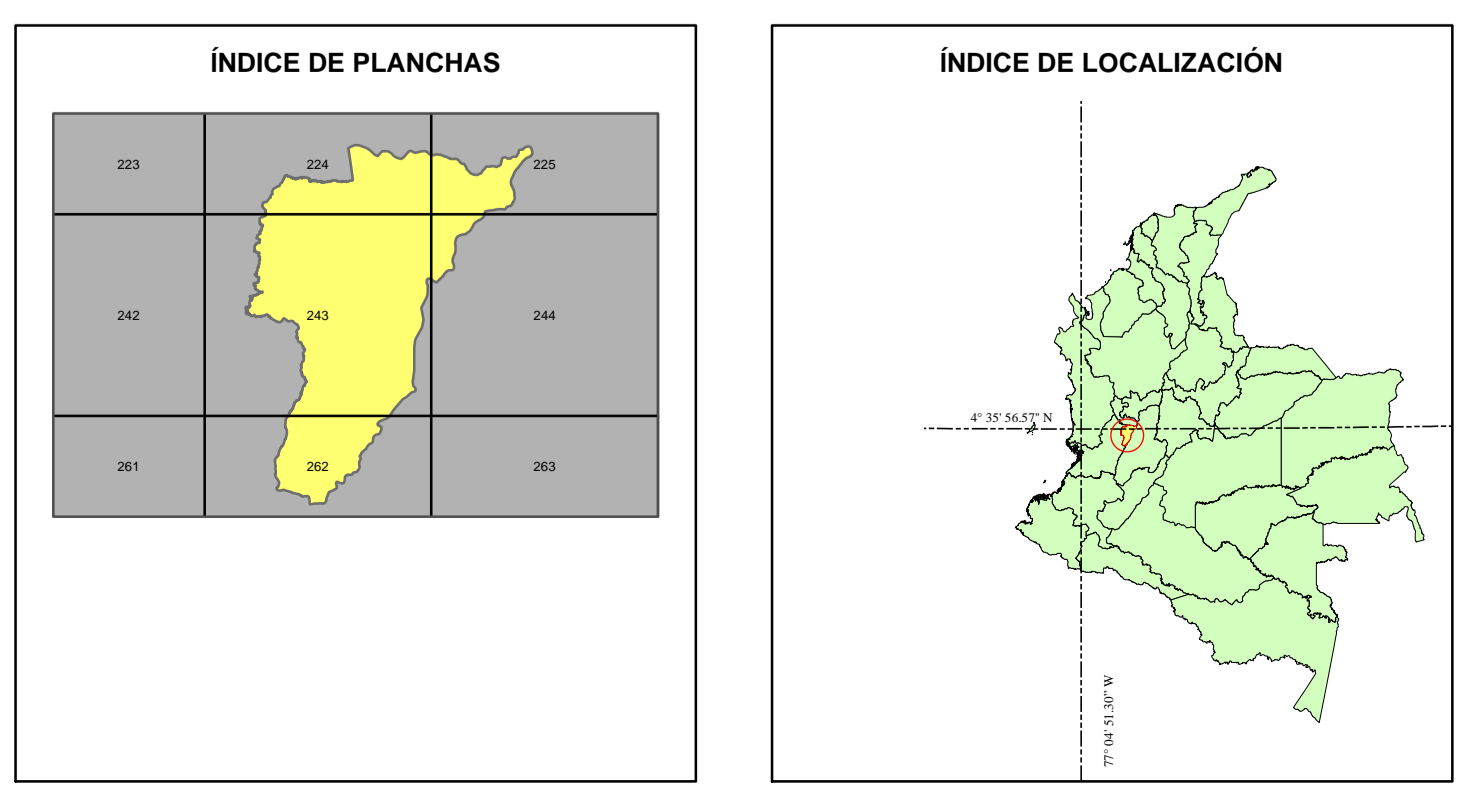 ÍNDICE DE PLANCHAS
223
224
225
242
243
244
261
262
263
ÍNDICE DE LOCALIZACIÓN
4° 35' 56.57" N
77° 04' 51.30" W